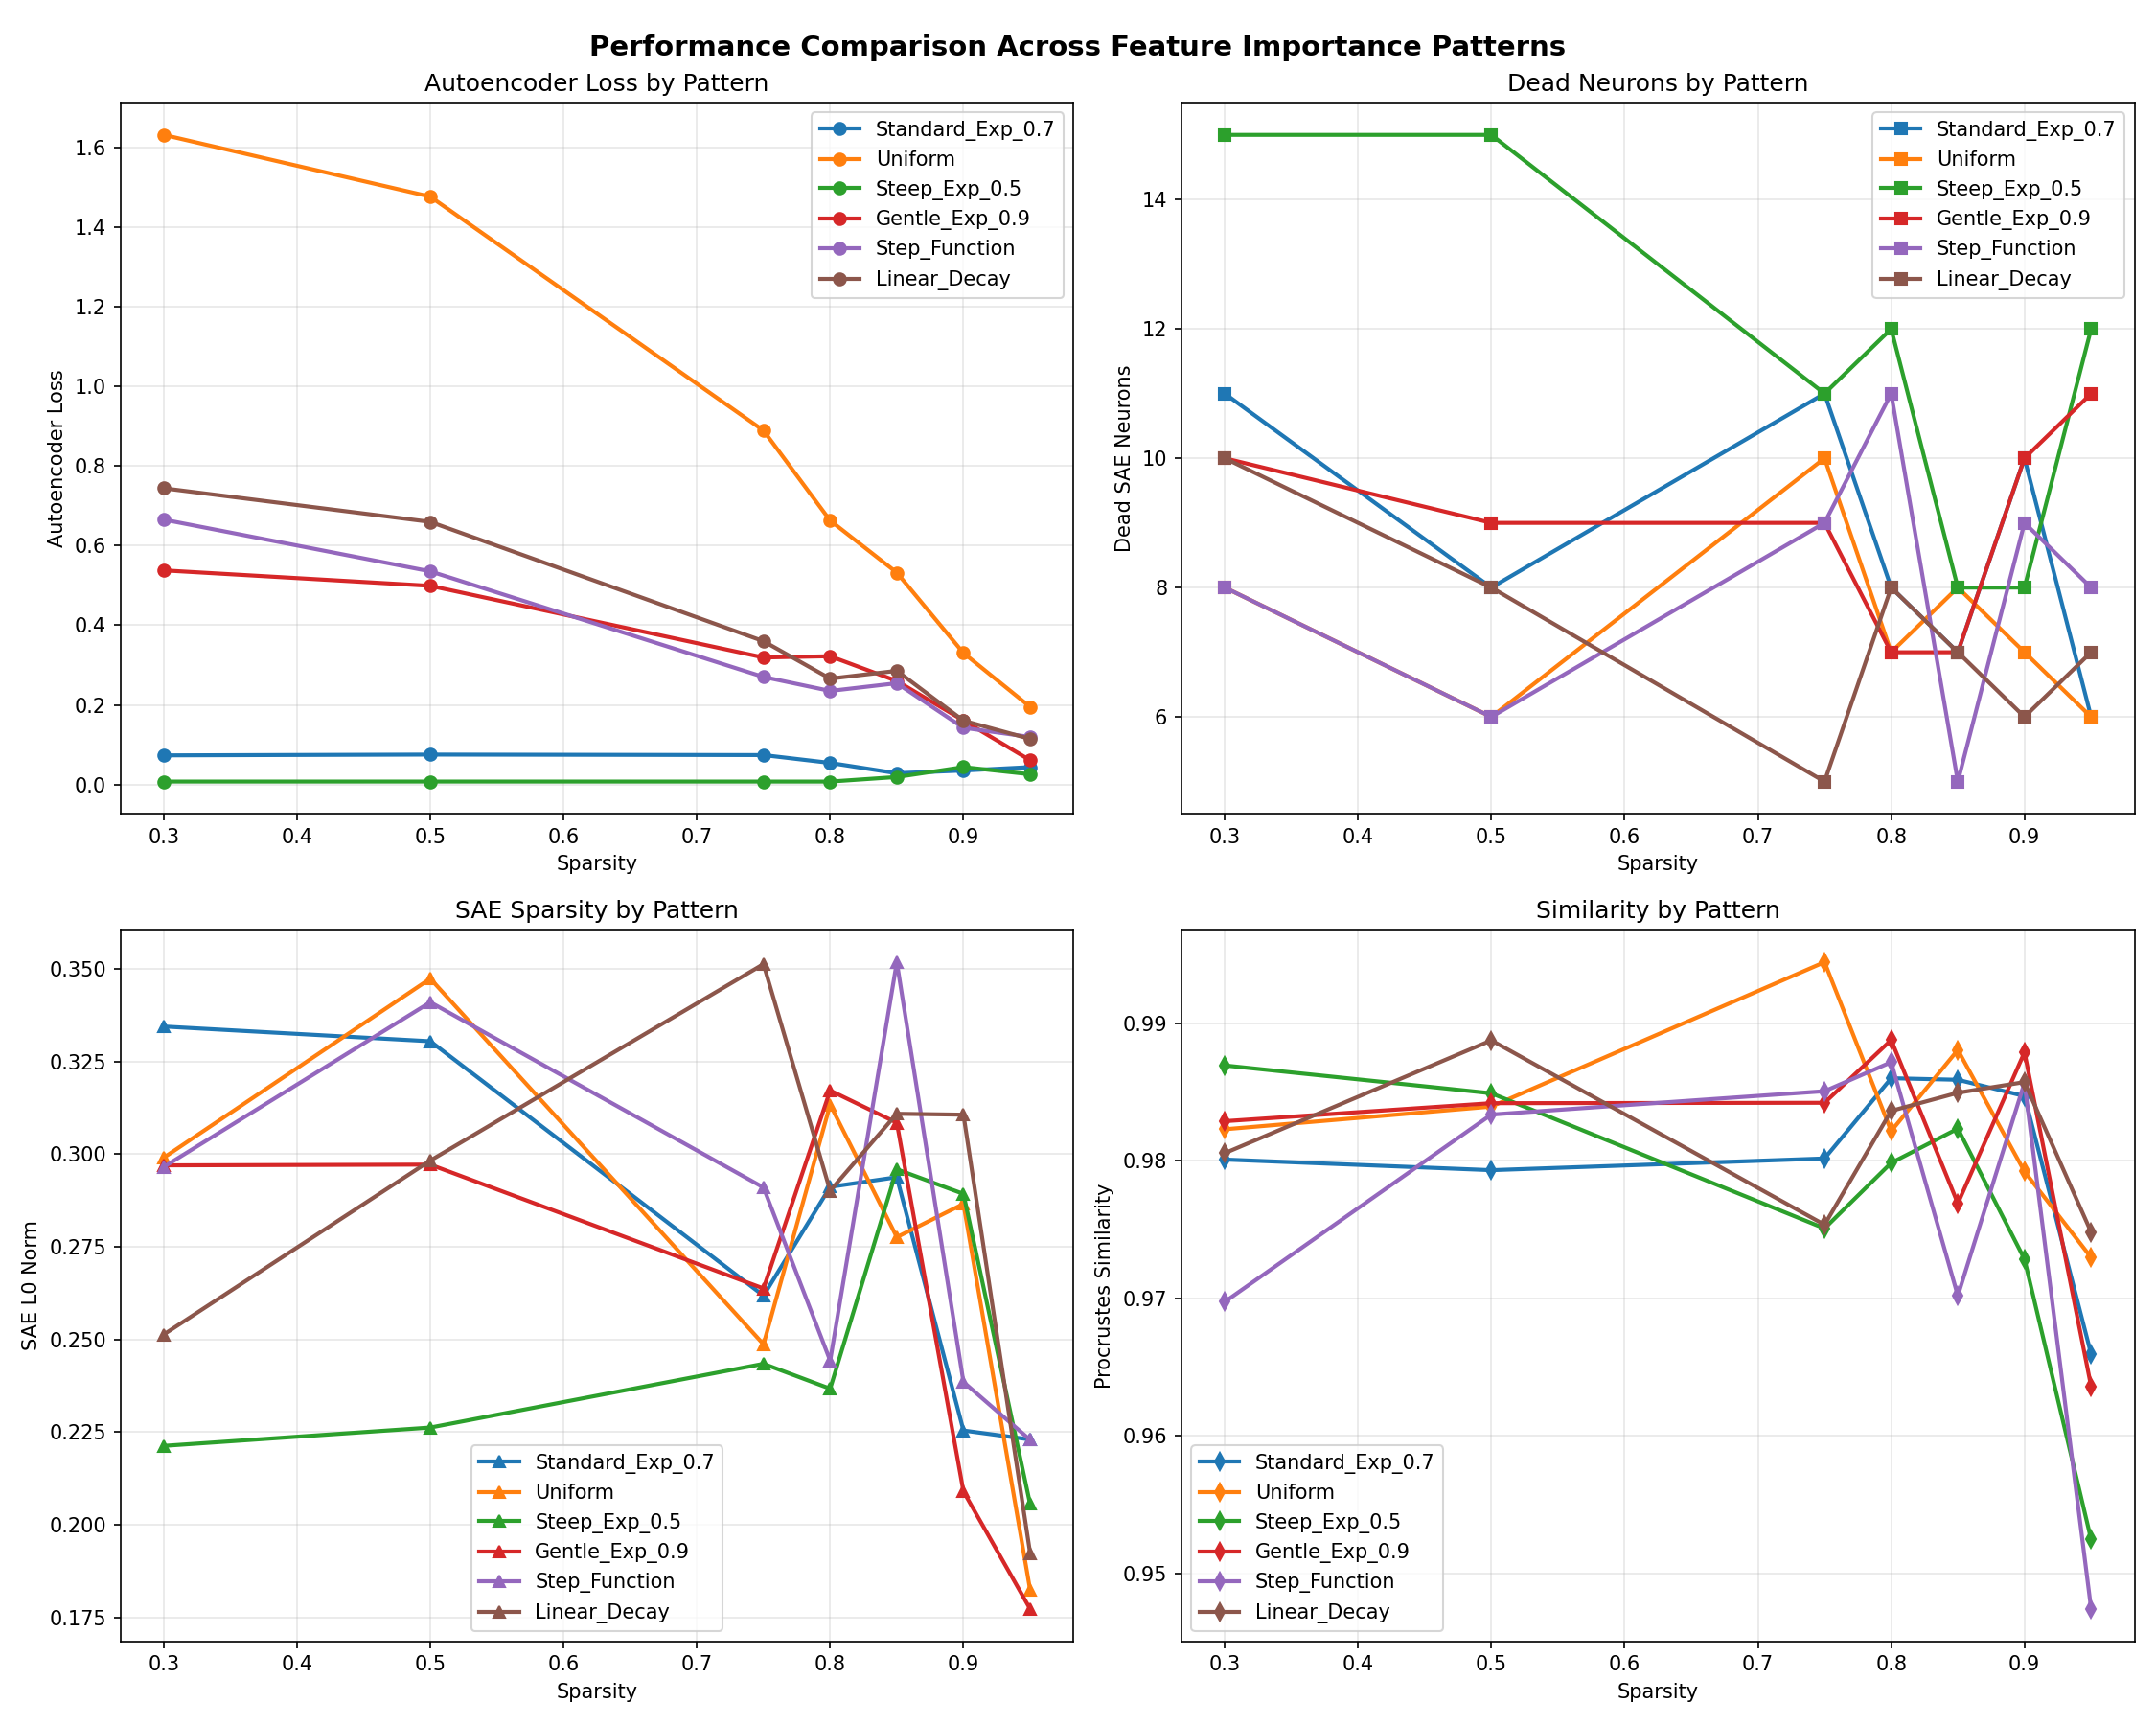 Performance Comparison Across Feature Importance Patterns
Autoencoder Loss by Pattern
Autoencoder Loss
1.6
1.4
1.2
1.0
0.8
0.6
0.4
0.2
0.0
Standard_Exp_0.7
Uniform
Steep_Exp_0.5
Gentle_Exp_0.9
Step_Function
Linear_Decay
0.3 0.4 0.5 0.6 0.7 0.8 0.9
Sparsity
Dead Neurons by Pattern
Dead SAE Neurons
14
12
10
8
6
Standard_Exp_0.7
Uniform
Steep_Exp_0.5
Gentle_Exp_0.9
Step_Function
Linear_Decay
0.3 0.4 0.5 0.6 0.7 0.8 0.9
Sparsity
SAE Sparsity by Pattern
SAE L0 Norm
0.350
0.325
0.300
0.275
0.250
0.225
0.200
0.175
Standard_Exp_0.7
Uniform
Steep_Exp_0.5
Gentle_Exp_0.9
Step_Function
Linear_Decay
0.3 0.4 0.5 0.6 0.7 0.8 0.9
Sparsity
Similarity by Pattern
Procrustes Similarity
0.99
0.98
0.97
0.96
0.95
Standard_Exp_0.7
Uniform
Steep_Exp_0.5
Gentle_Exp_0.9
Step_Function
Linear_Decay
0.3 0.4 0.5 0.6 0.7 0.8 0.9
Sparsity